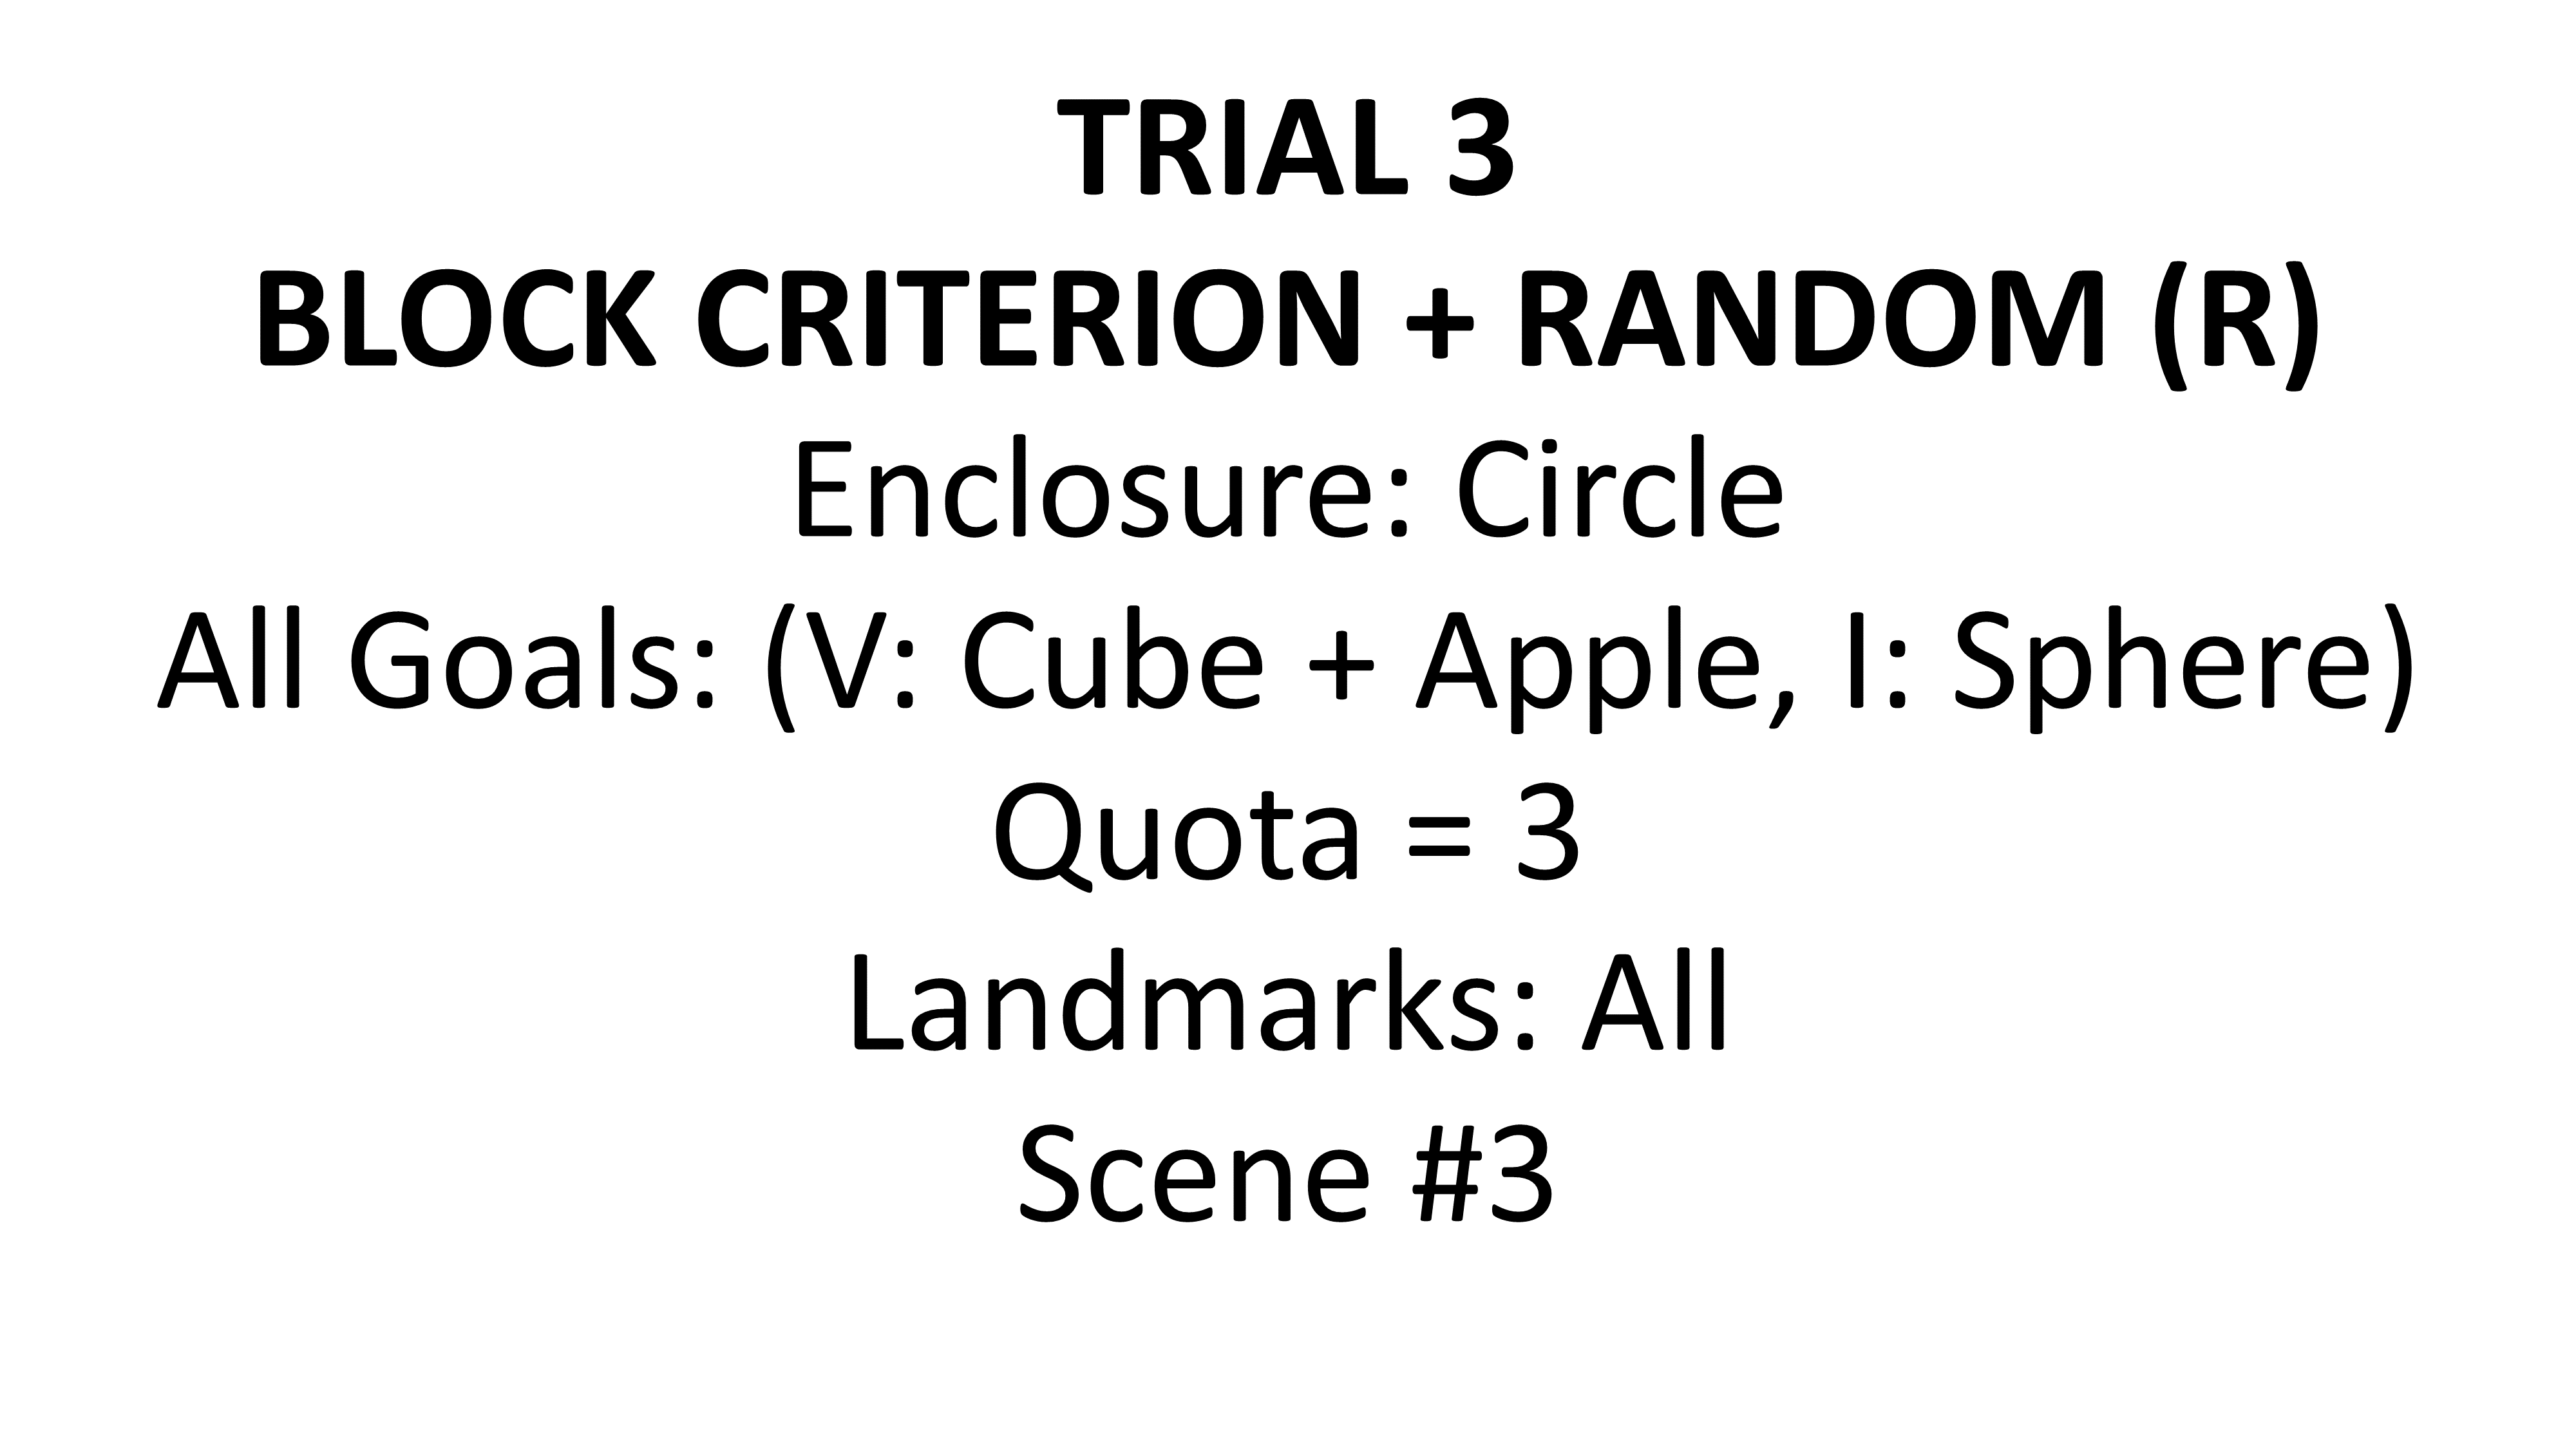 TRIAL 3
BLOCK CRITERION + RANDOM (R)
Enclosure: Circle
All Goals: (V: Cube + Apple, I: Sphere)
Quota = 3
Landmarks: All
Scene #3